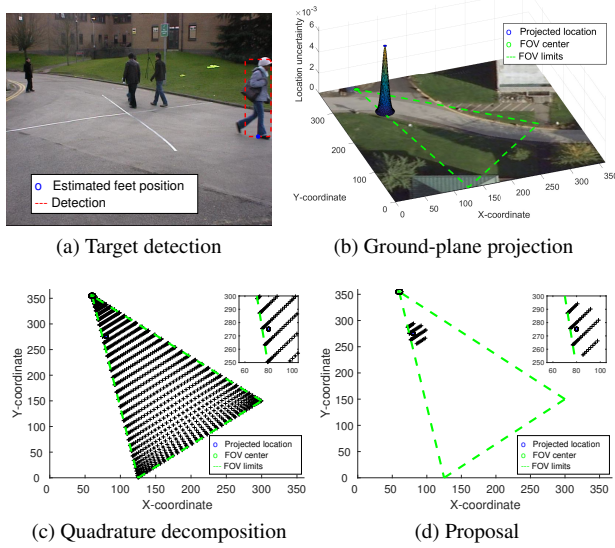 o Estimated feet position
--- Detection
(a) Target detection
×10⁻³
Location uncertainty
6
4
2
0
o Projected location
o FOV center
--- FOV limits
300
200
100
0
Y-coordinate
0
50
100
150
200
250
300
350
X-coordinate
(b) Ground-plane projection
350
300
250
200
150
100
50
0
Y-coordinate
0 50 100 150 200 250 300 350
X-coordinate
300
290
280
270
260
250
60 80 100
o Projected location
o FOV center
FOV limits
(c) Quadrature decomposition
350
300
250
200
150
100
50
0
Y-coordinate
0 50 100 150 200 250 300 350
X-coordinate
300
290
280
270
260
250
60 80 100
o Projected location
o FOV center
FOV limits
(d) Proposal